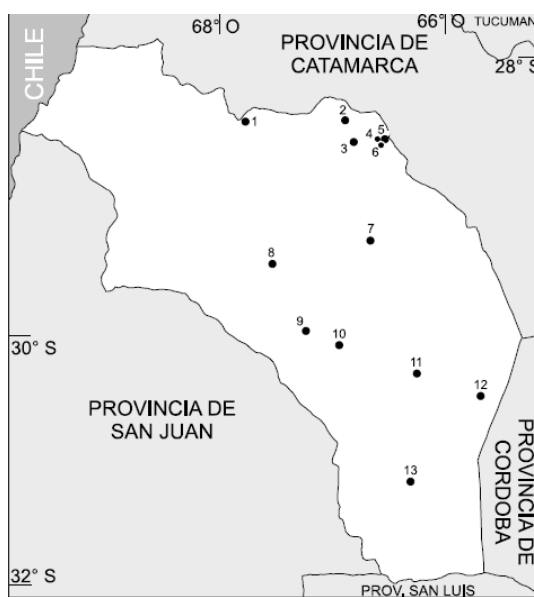 68° O
66° O
TUCUMAN
CHILE
PROVINCIA DE
CATAMARCA
28° S
1
2
3
4
5
6
7
8
9
10
11
12
13
30° S
PROVINCIA DE
SAN JUAN
PROVINCIA DE
CORDOBA
32° S
PROV. SAN LUIS